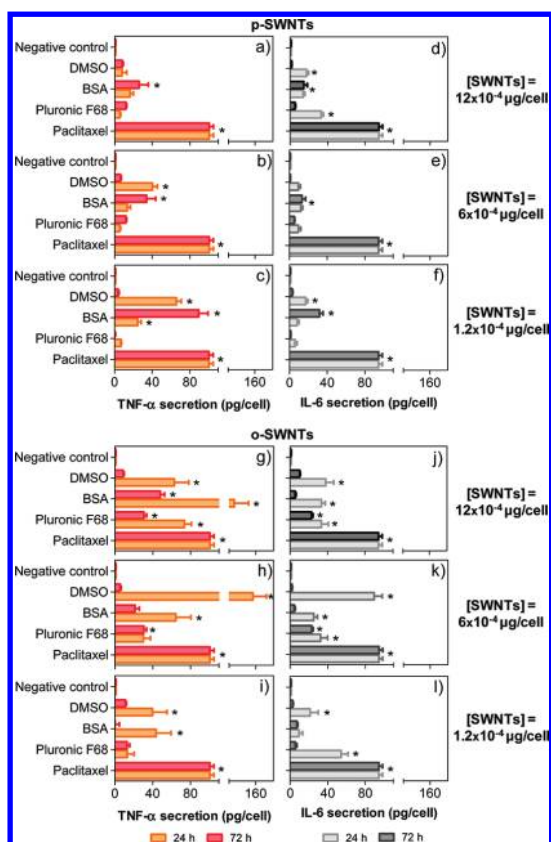 p-SWNTs
Negative control
DMSO
BSA
Pluronic F68
Paclitaxel
a)
*
*
d)
*
*
*
*
*
[SWNTs] =
12x10⁻⁴ µg/cell
Negative control
DMSO
BSA
Pluronic F68
Paclitaxel
b)
*
*
*
e)
*
*
[SWNTs] =
6x10⁻⁴ µg/cell
Negative control
DMSO
BSA
Pluronic F68
Paclitaxel
c)
*
*
*
*
f)
*
*
*
[SWNTs] =
1.2x10⁻⁴ µg/cell
0 40 80 160
0 40 80 160
TNF-α secretion (pg/cell)
IL-6 secretion (pg/cell)
o-SWNTs
Negative control
DMSO
BSA
Pluronic F68
Paclitaxel
g)
*
*
*
*
*
*
j)
*
*
*
*
*
[SWNTs] =
12x10⁻⁴ µg/cell
Negative control
DMSO
BSA
Pluronic F68
Paclitaxel
h)
*
*
*
*
k)
*
*
*
*
*
[SWNTs] =
6x10⁻⁴ µg/cell
Negative control
DMSO
BSA
Pluronic F68
Paclitaxel
i)
*
*
*
l)
*
*
*
[SWNTs] =
1.2x10⁻⁴ µg/cell
0 40 80 160
0 40 80 160
TNF-α secretion (pg/cell)
IL-6 secretion (pg/cell)
24 h 72 h
24 h 72 h